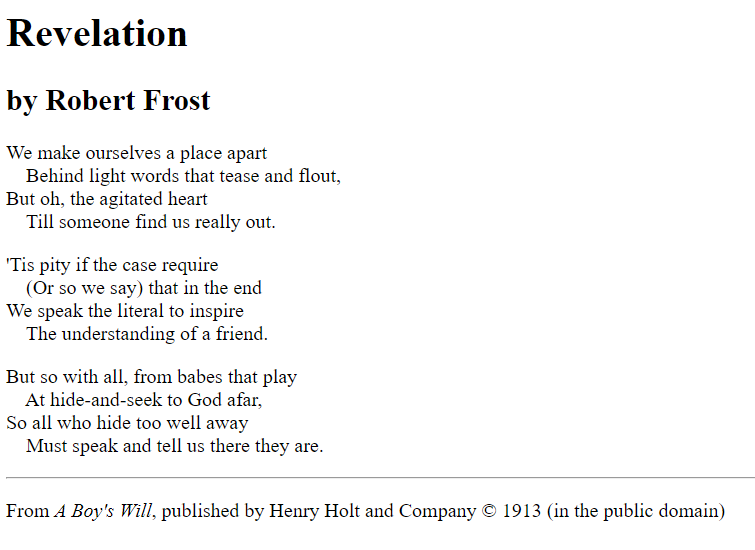 Revelation
by Robert Frost
We make ourselves a place apart
Behind light words that tease and flout,
But oh, the agitated heart
Till someone find us really out.
'Tis pity if the case require
(Or so we say) that in the end
We speak the literal to inspire
The understanding of a friend.
But so with all, from babes that play
At hide-and-seek to God afar,
So all who hide too well away
Must speak and tell us there they are.
From A Boy's Will, published by Henry Holt and Company © 1913 (in the public domain)